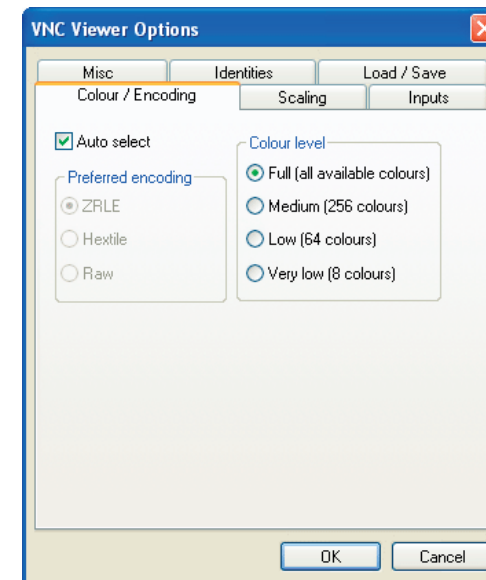 VNC Viewer Options
Misc Identities Load / Save
Colour / Encoding Scaling Inputs
Auto select
Preferred encoding
ZRLE
Hextile
Raw
Colour level
Full (all available colours)
Medium (256 colours)
Low (64 colours)
Very low (8 colours)
OK Cancel